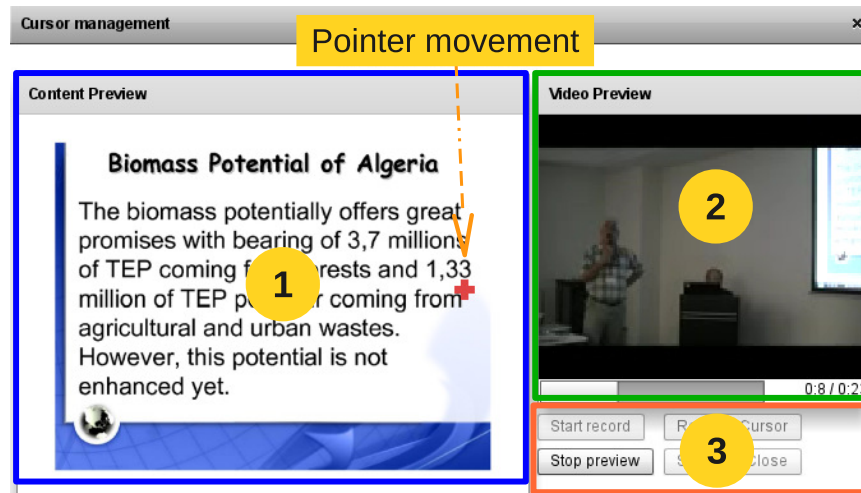 Cursor management
Pointer movement
Content Preview
Biomass Potential of Algeria
The biomass potentially offers great
promises with bearing of 3,7 millions
of TEP coming rests and 1,33
million of TEP coming from
agricultural and urban wastes.
However, this potential is not
enhanced yet.
1
Video Preview
2
0:8 / 0:2
Start record
Cursor
Stop preview
Close
3